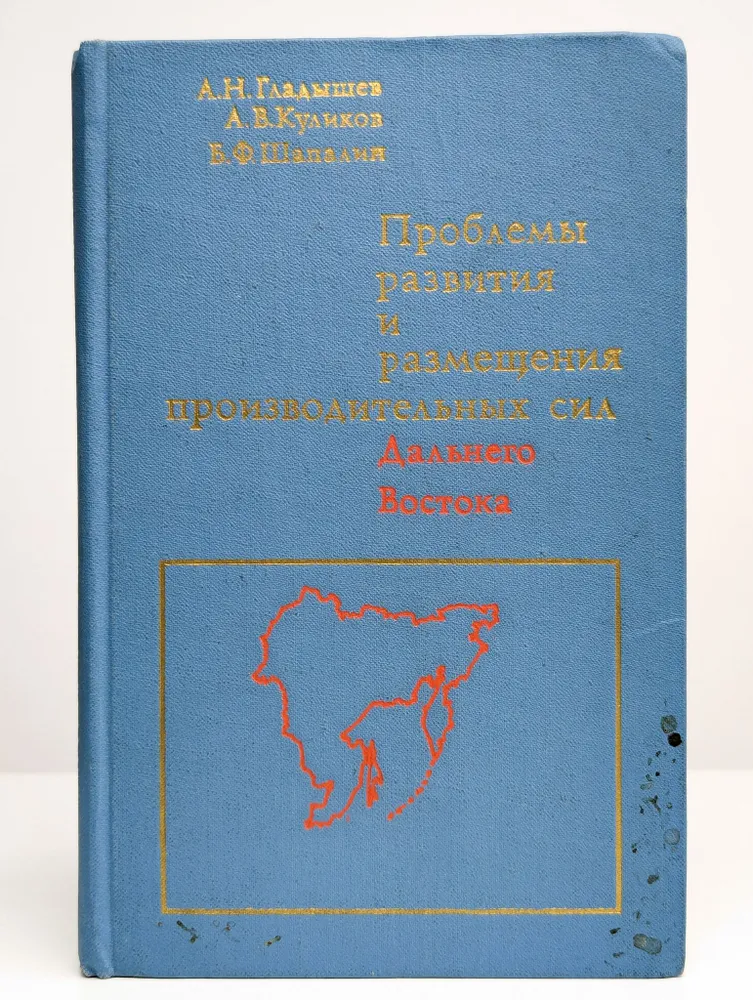 А.Н.Гладышев
А.В.Куликов
Б.Ф.Шапалин
Проблемы
развития
и
размещения
производительных сил
Дальнего
Востока